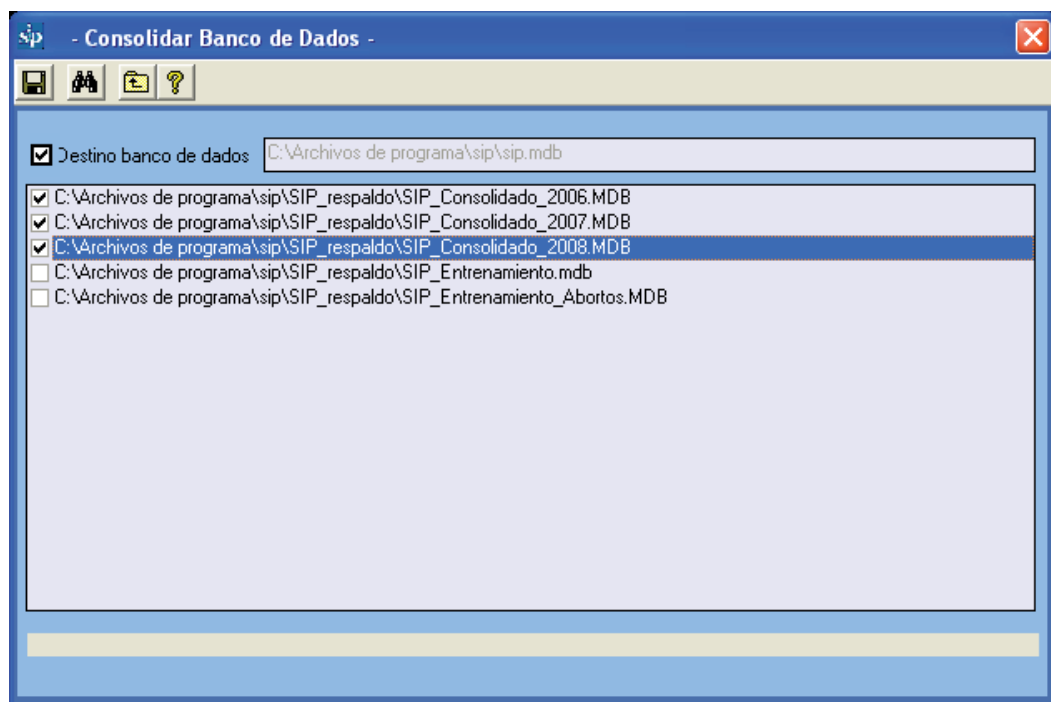 sip - Consolidar Banco de Dados -
Destino banco de dados C:\Archivos de programa\sip\sip.mdb
C:\Archivos de programa\sip\SIP_respaldo\SIP_Consolidado_2006.MDB
C:\Archivos de programa\sip\SIP_respaldo\SIP_Consolidado_2007.MDB
C:\Archivos de programa\sip\SIP_respaldo\SIP_Consolidado_2008.MDB
C:\Archivos de programa\sip\SIP_respaldo\SIP_Entrenamiento.mdb
C:\Archivos de programa\sip\SIP_respaldo\SIP_Entrenamiento_Abortos.MDB